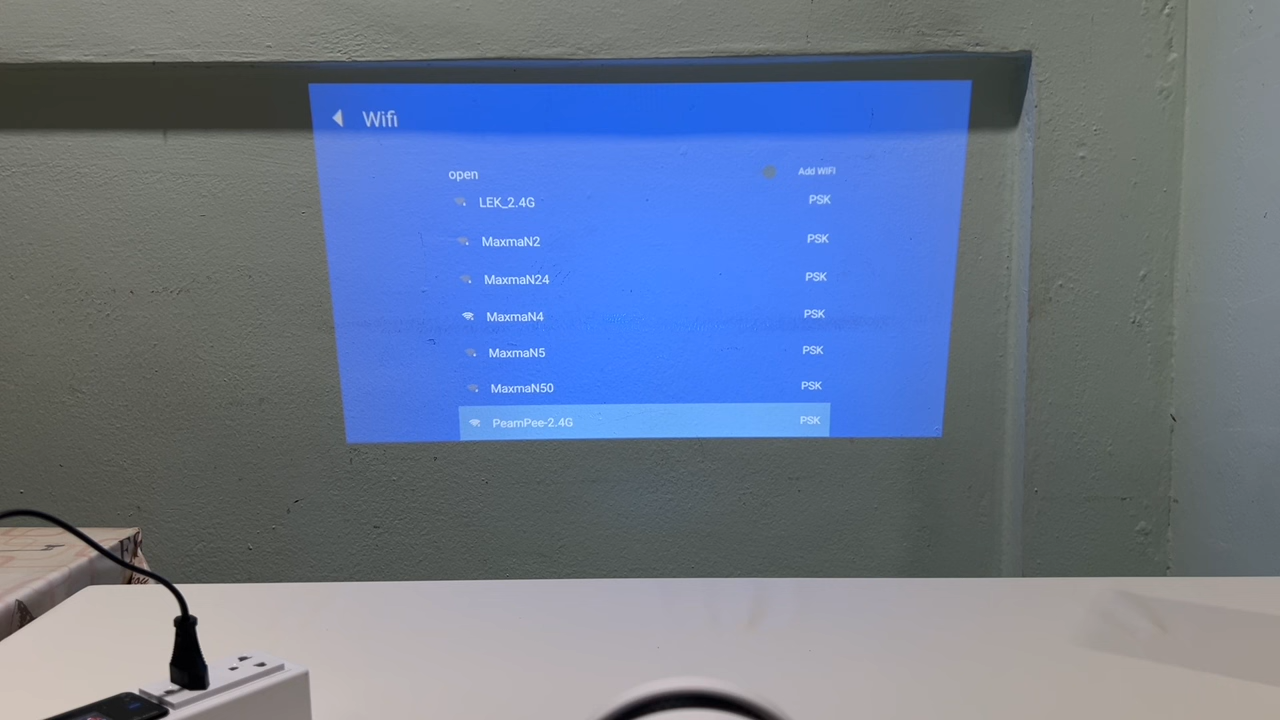 Wifi
open Add WIFI
LEK_2.4G PSK
MaxmaN2 PSK
MaxmaN24 PSK
MaxmaN4 PSK
MaxmaN5 PSK
MaxmaN50 PSK
PeamPee-2.4G PSK